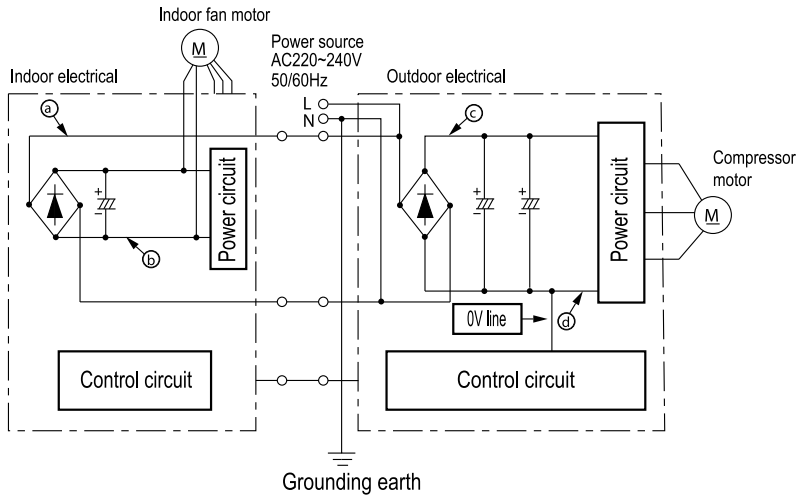 Indoor fan motor
M
Power source
AC220~240V
50/60Hz
Indoor electrical
Outdoor electrical
L
N
a
c
+
−
Power circuit
b
+
−
+
−
Power circuit
Compressor
motor
M
0V line
d
Control circuit
Control circuit
Grounding earth